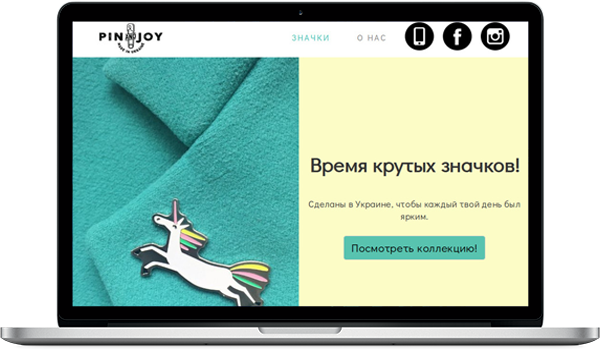 PIN JOY
MADE IN UKRAINE
ЗНАЧКИ
О НАС
Время крутых значков!
Сделаны в Украине, чтобы каждый твой день был
ярким.
Посмотреть коллекцию!